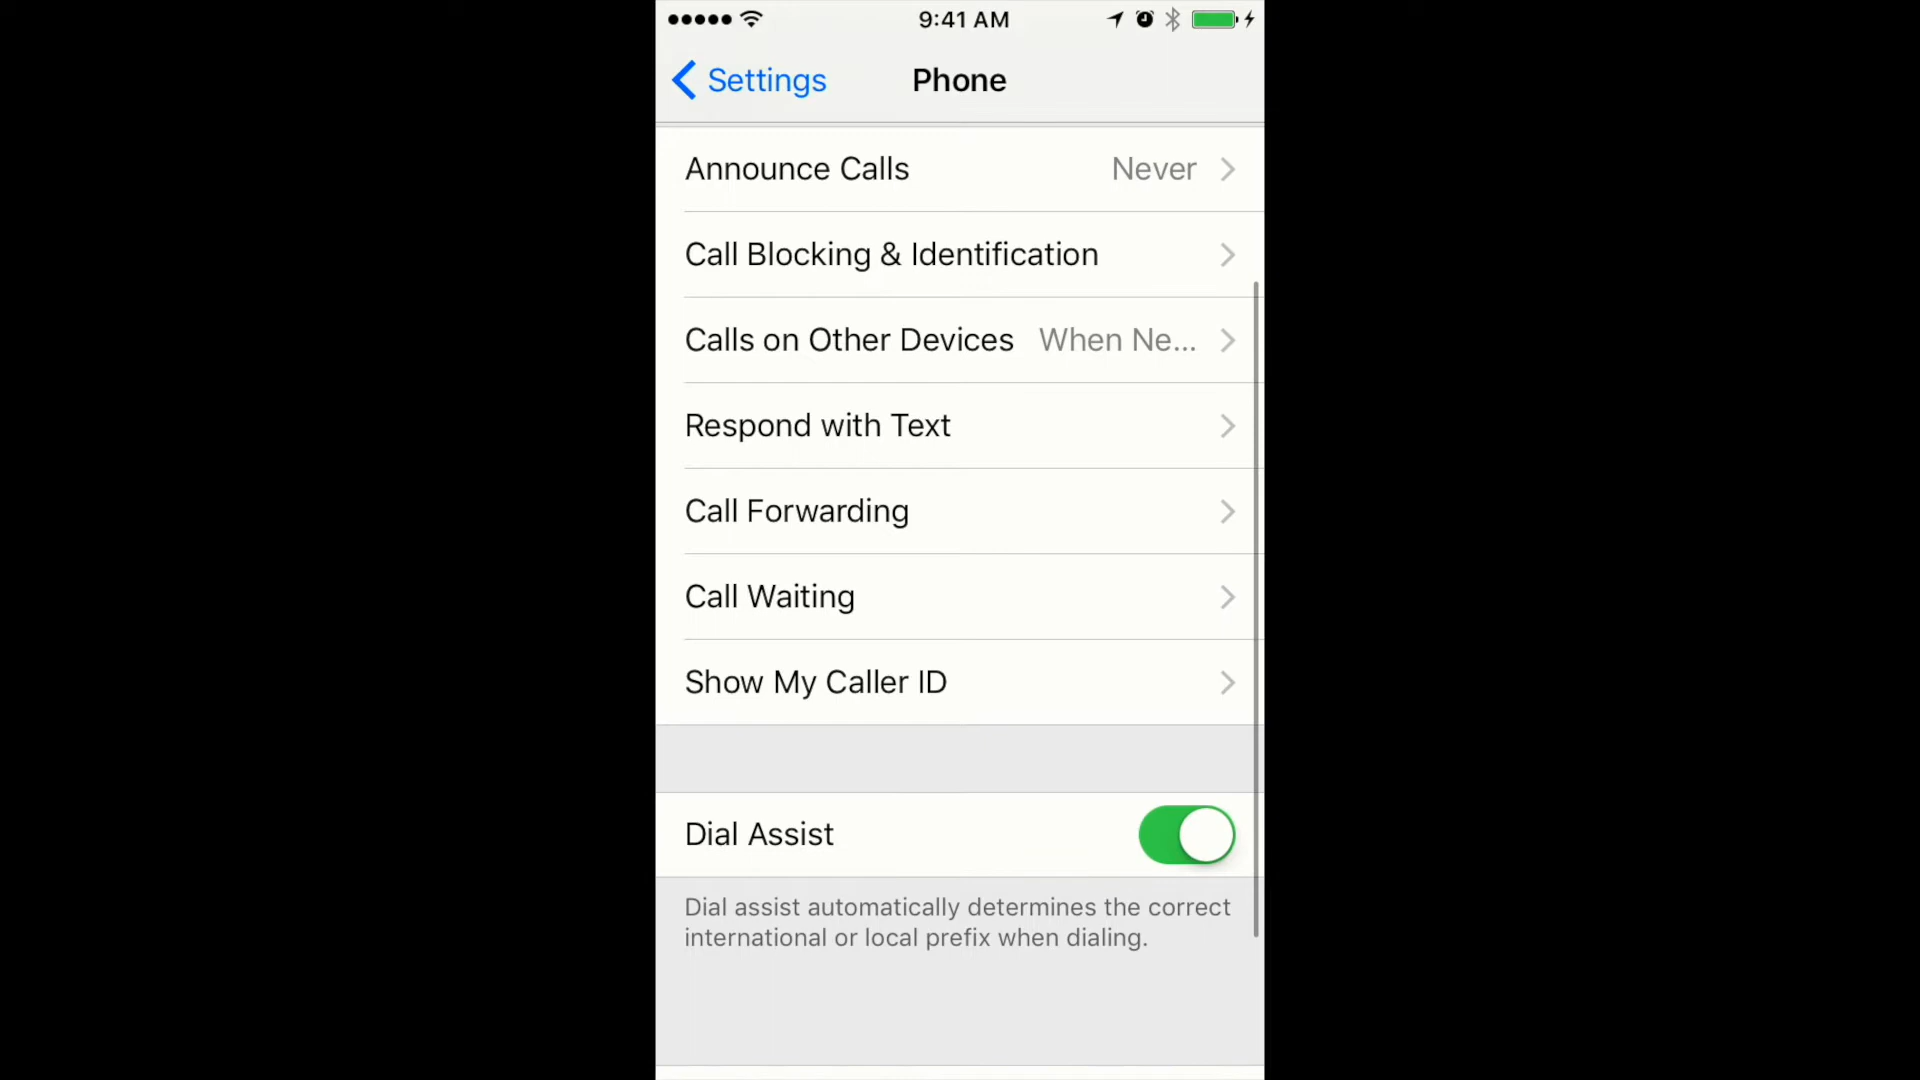 9:41 AM
Settings
Phone
Announce Calls Never
Call Blocking & Identification
Calls on Other Devices When Ne...
Respond with Text
Call Forwarding
Call Waiting
Show My Caller ID
Dial Assist
Dial assist automatically determines the correct
international or local prefix when dialing.